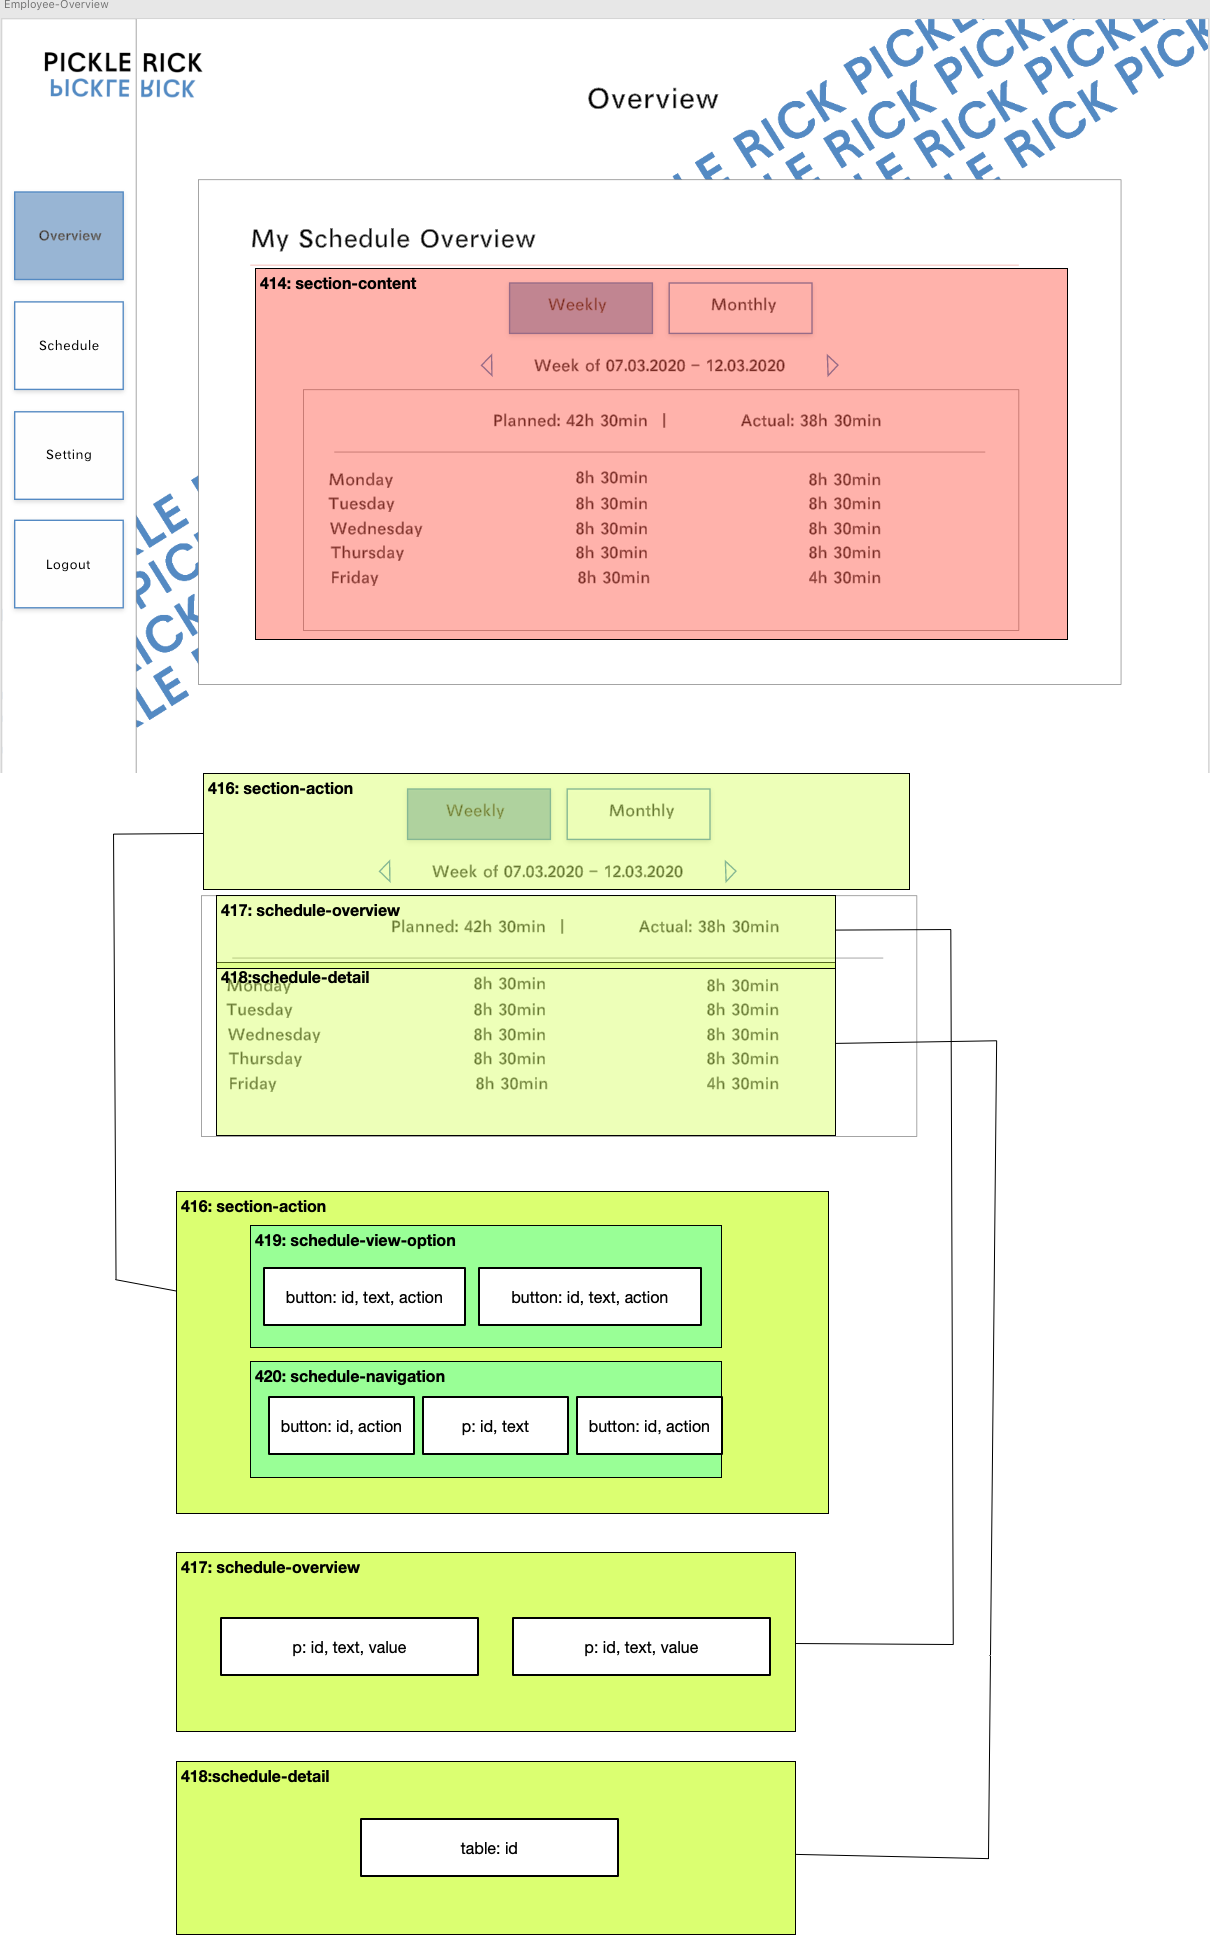 Employee-Overview
PICKLE RICK
PICKLE RICK
PICKLE RICK PICK
RICK PICK
RICK PICK
RICK PICK
Overview
Overview
Schedule
Setting
Logout
My Schedule Overview
414: section-content
Weekly Monthly
Week of 07.03.2020 – 12.03.2020
Planned: 42h 30min | Actual: 38h 30min
Monday 8h 30min 8h 30min
Tuesday 8h 30min 8h 30min
Wednesday 8h 30min 8h 30min
Thursday 8h 30min 8h 30min
Friday 8h 30min 4h 30min
416: section-action
Weekly Monthly
Week of 07.03.2020 – 12.03.2020
417: schedule-overview
Planned: 42h 30min | Actual: 38h 30min
418:schedule-detail
Monday 8h 30min 8h 30min
Tuesday 8h 30min 8h 30min
Wednesday 8h 30min 8h 30min
Thursday 8h 30min 8h 30min
Friday 8h 30min 4h 30min
416: section-action
419: schedule-view-option
button: id, text, action button: id, text, action
420: schedule-navigation
button: id, action p: id, text button: id, action
417: schedule-overview
p: id, text, value p: id, text, value
418:schedule-detail
table: id